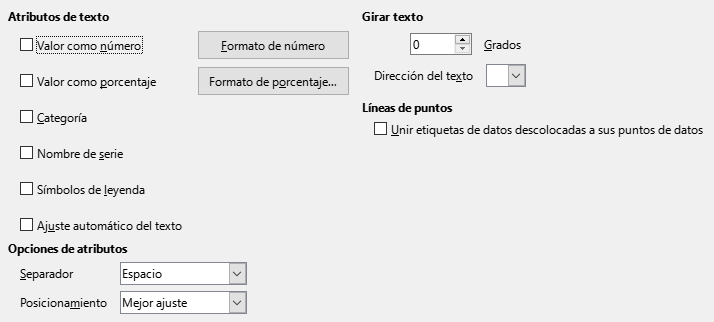 Atributos de texto
Valor como número
Formato de número
Valor como porcentaje
Formato de porcentaje...
Categoría
Nombre de serie
Símbolos de leyenda
Ajuste automático del texto
Opciones de atributos
Separador
Espacio
Posicionamiento
Mejor ajuste
Girar texto
0
Grados
Dirección del texto
Líneas de puntos
Unir etiquetas de datos descolocadas a sus puntos de datos